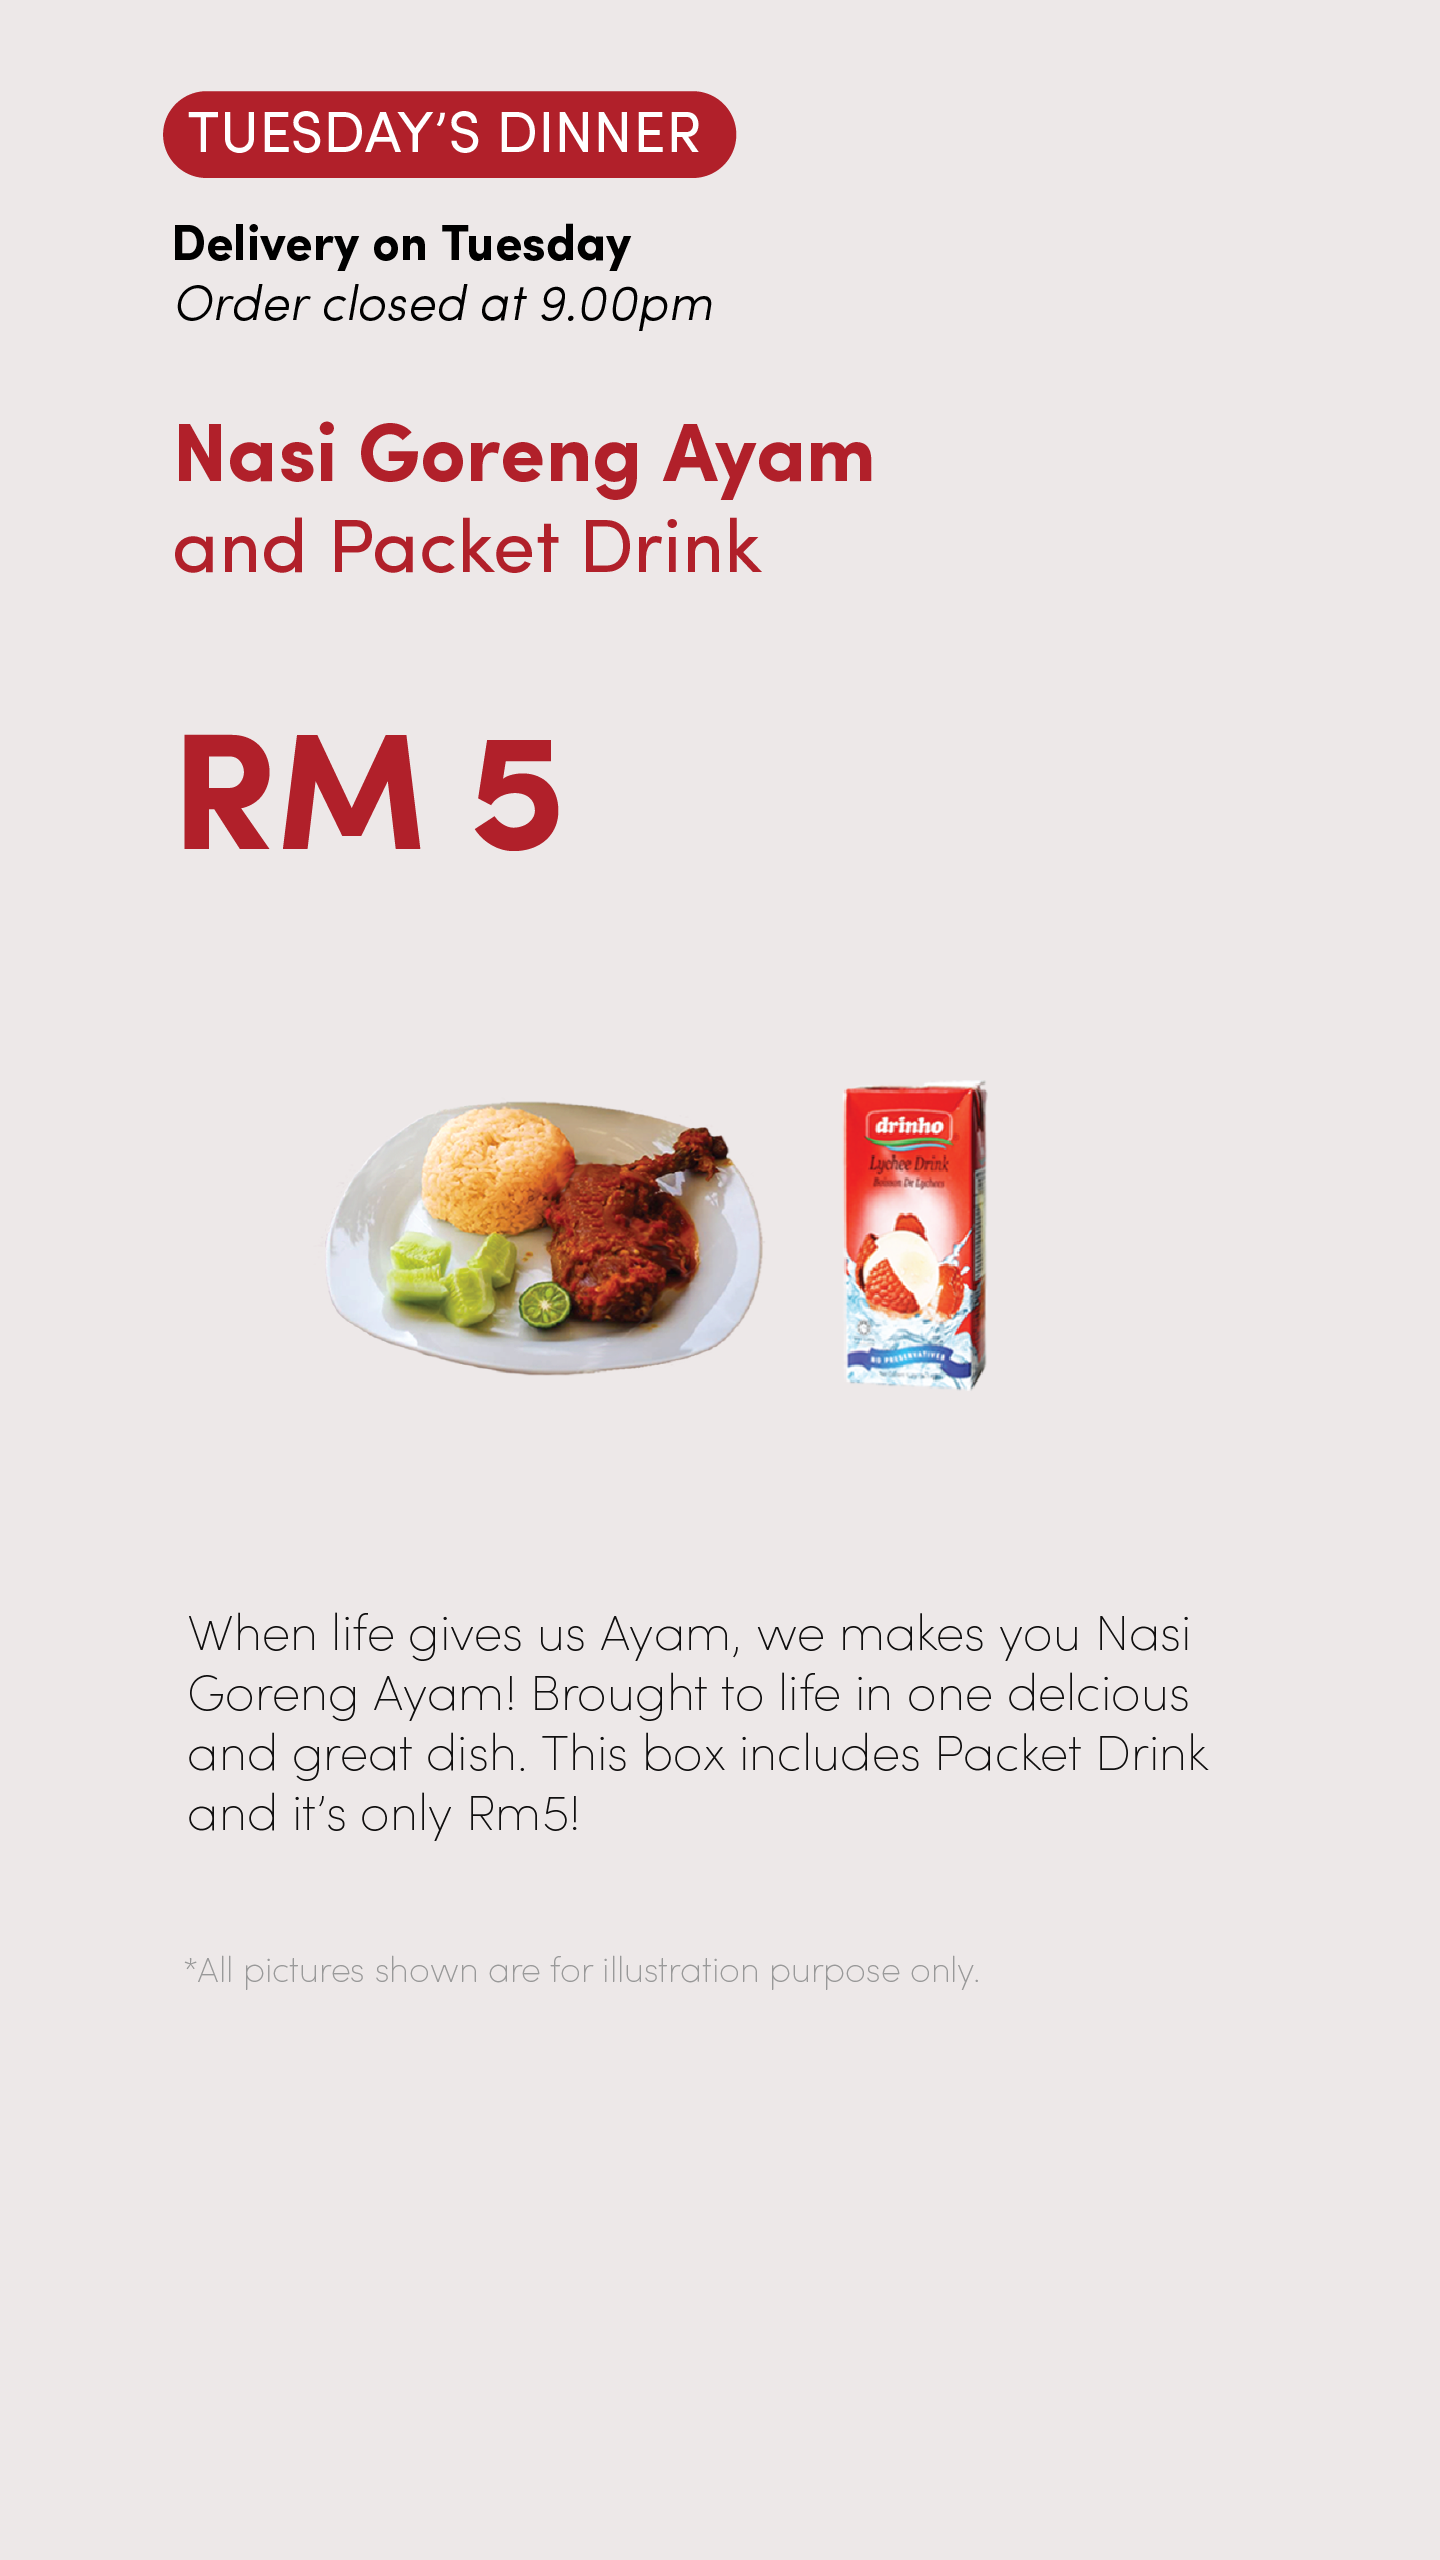 TUESDAY’S DINNER
Delivery on Tuesday
Order closed at 9.00pm
Nasi Goreng Ayam
and Packet Drink
RM 5
drinho
Lychee Drink
Boisson De Lychees
NO PRESERVATIVES
When life gives us Ayam, we makes you Nasi
Goreng Ayam! Brought to life in one delcious
and great dish. This box includes Packet Drink
and it’s only Rm5!
*All pictures shown are for illustration purpose only.